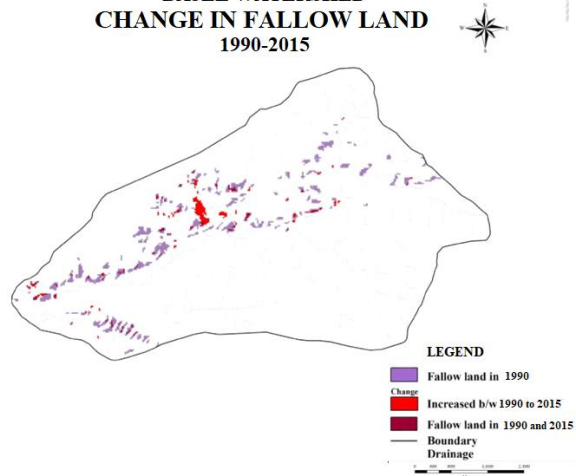 CHANGE IN FALLOW LAND
1990-2015
N
W
E
S
LEGEND
Fallow land in 1990
Change
Increased b/w 1990 to 2015
Fallow land in 1990 and 2015
Boundary
Drainage